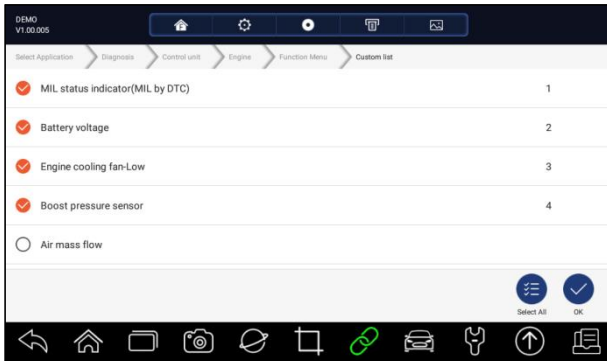 DEMO
V1.00.005
Select Application Diagnosis Control unit Engine Function Menu Custom list
MIL status indicator(MIL by DTC) 1
Battery voltage 2
Engine cooling fan-Low 3
Boost pressure sensor 4
Air mass flow
Select All OK